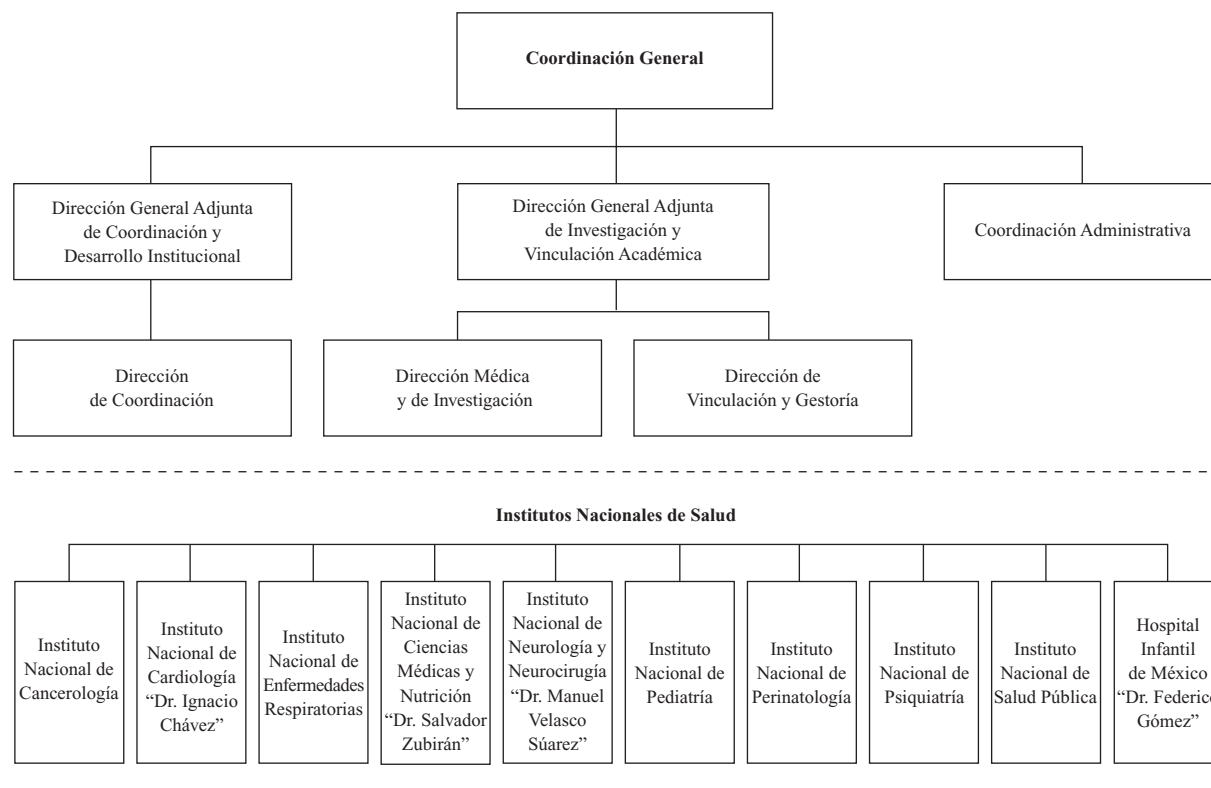 Coordinación General
Dirección General Adjunta
de Coordinación y
Desarrollo Institucional
Dirección General Adjunta
de Investigación y
Vinculación Académica
Coordinación Administrativa
Dirección
de Coordinación
Dirección Médica
y de Investigación
Dirección de
Vinculación y Gestoría
Institutos Nacionales de Salud
Instituto
Nacional de
Cancerología
Instituto
Nacional de
Cardiología
“Dr. Ignacio
Chávez”
Instituto
Nacional de
Enfermedades
Respiratorias
Instituto
Nacional de
Ciencias
Médicas y
Nutrición
“Dr. Salvador
Zubirán”
Instituto
Nacional de
Neurología y
Neurocirugía
“Dr. Manuel
Velasco
Súarez”
Instituto
Nacional de
Pediatría
Instituto
Nacional de
Perinatología
Instituto
Nacional de
Psiquiatría
Instituto
Nacional de
Salud Pública
Hospital
Infantil
de México
“Dr. Federico
Gómez”